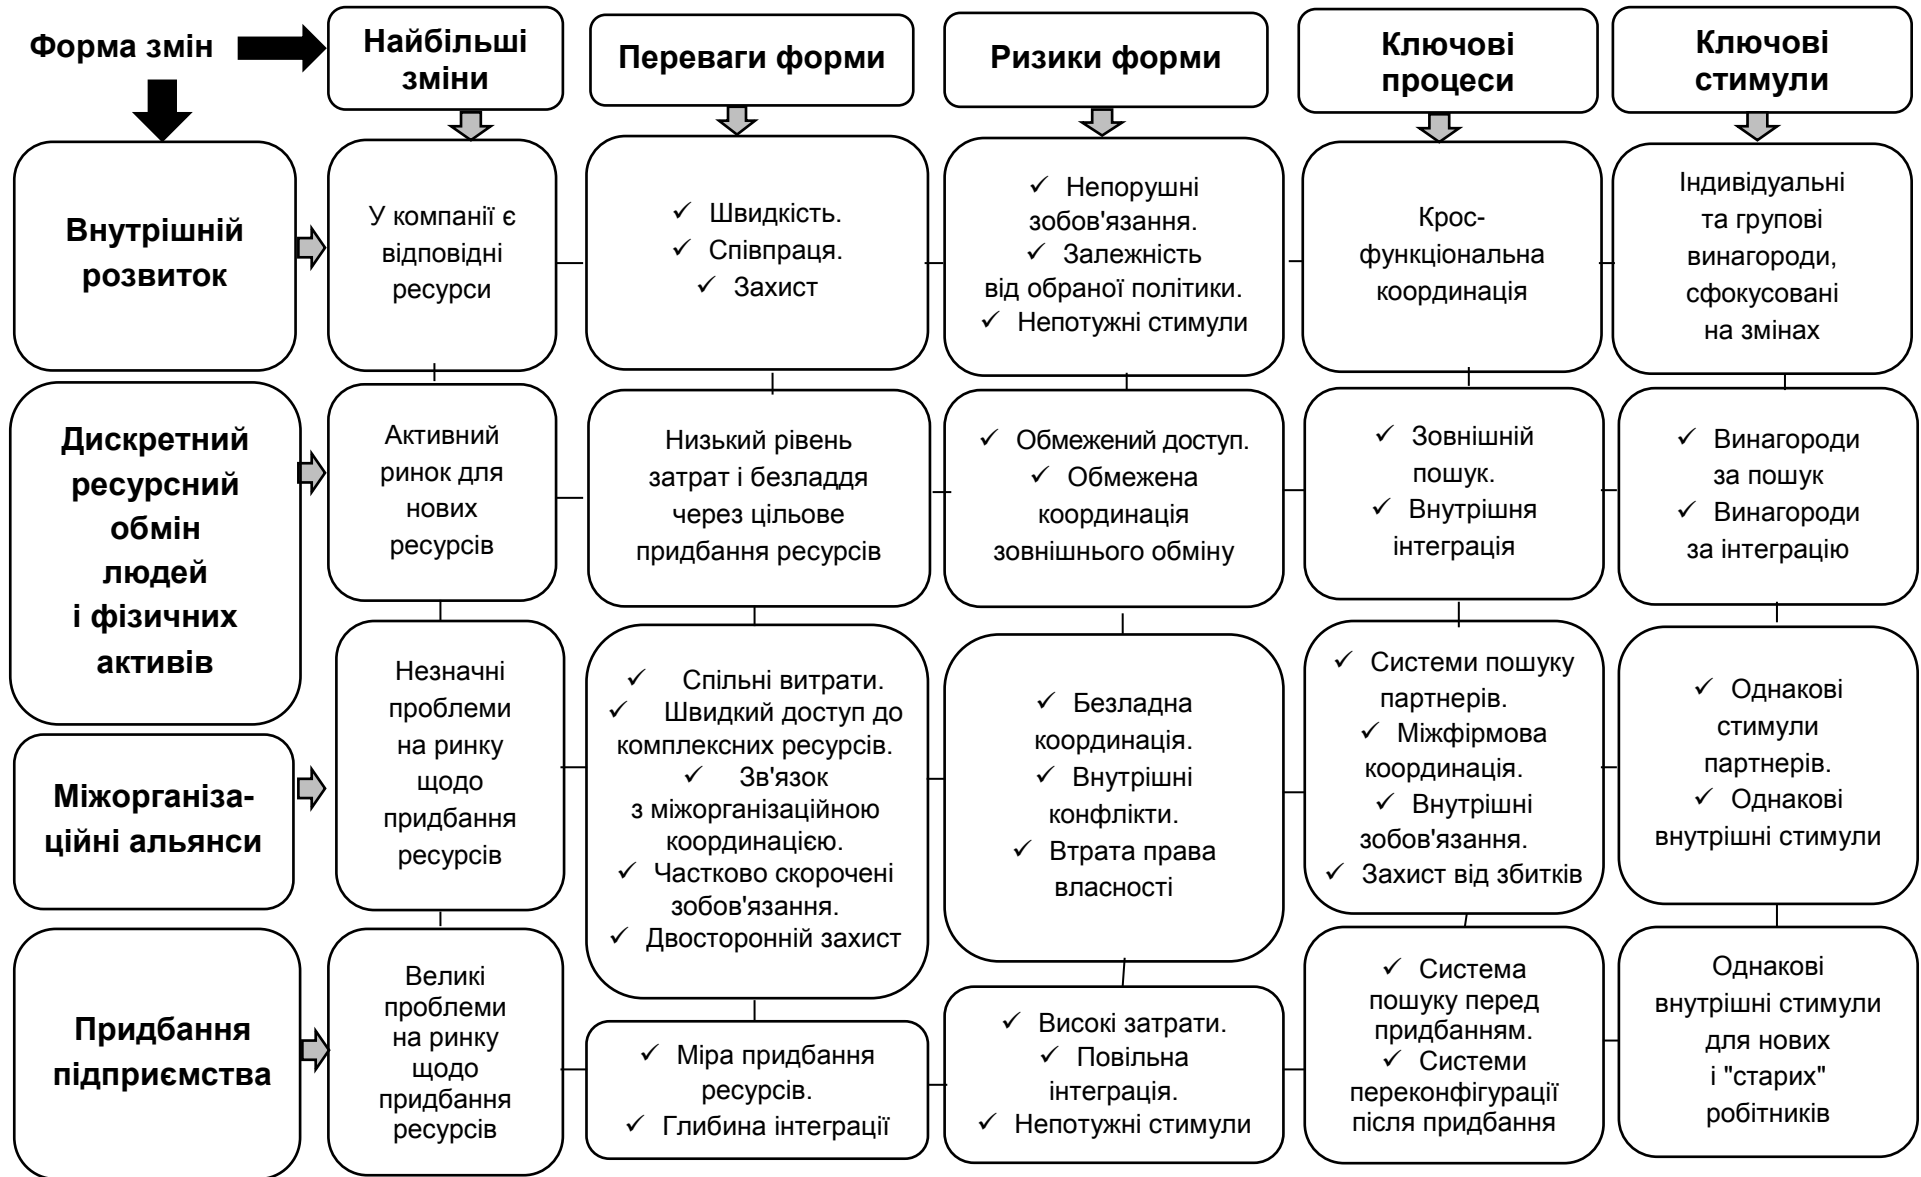 Форма змін
Найбільші
зміни
Переваги форми
Ризики форми
Ключові
процеси
Ключові
стимули
Внутрішній
розвиток
У компанії є
відповідні
ресурси
✓ Швидкість.
✓ Співпраця.
✓ Захист
✓ Непорушні
зобов'язання.
✓ Залежність
від обраної політики.
✓ Непотужні стимули
Крос-
функціональна
координація
Індивідуальні
та групові
винагороди,
сфокусовані
на змінах
Дискретний
ресурсний
обмін
людей
і фізичних
активів
Активний
ринок для
нових
ресурсів
Низький рівень
затрат і безладдя
через цільове
придбання ресурсів
✓ Обмежений доступ.
✓ Обмежена
координація
зовнішнього обміну
✓ Зовнішній
пошук.
✓ Внутрішня
інтеграція
✓ Винагороди
за пошук
✓ Винагороди
за інтеграцію
Міжорганіза-
ційні альянси
Незначні
проблеми
на ринку
щодо
придбання
ресурсів
✓ Спільні витрати.
✓ Швидкий доступ до
комплексних ресурсів.
✓ Зв'язок
з міжорганізаційною
координацією.
✓ Частково скорочені
зобов'язання.
✓ Двосторонній захист
✓ Безладна
координація.
✓ Внутрішні
конфлікти.
✓ Втрата права
власності
✓ Системи пошуку
партнерів.
✓ Міжфірмова
координація.
✓ Внутрішні
зобов'язання.
✓ Захист від збитків
✓ Однакові
стимули
партнерів.
✓ Однакові
внутрішні стимули
Придбання
підприємства
Великі
проблеми
на ринку
щодо
придбання
ресурсів
✓ Міра придбання
ресурсів.
✓ Глибина інтеграції
✓ Високі затрати.
✓ Повільна
інтеграція.
✓ Непотужні стимули
✓ Система
пошуку перед
придбанням.
✓ Системи
переконфігурації
після придбання
Однакові
внутрішні стимули
для нових
і "старих"
робітників